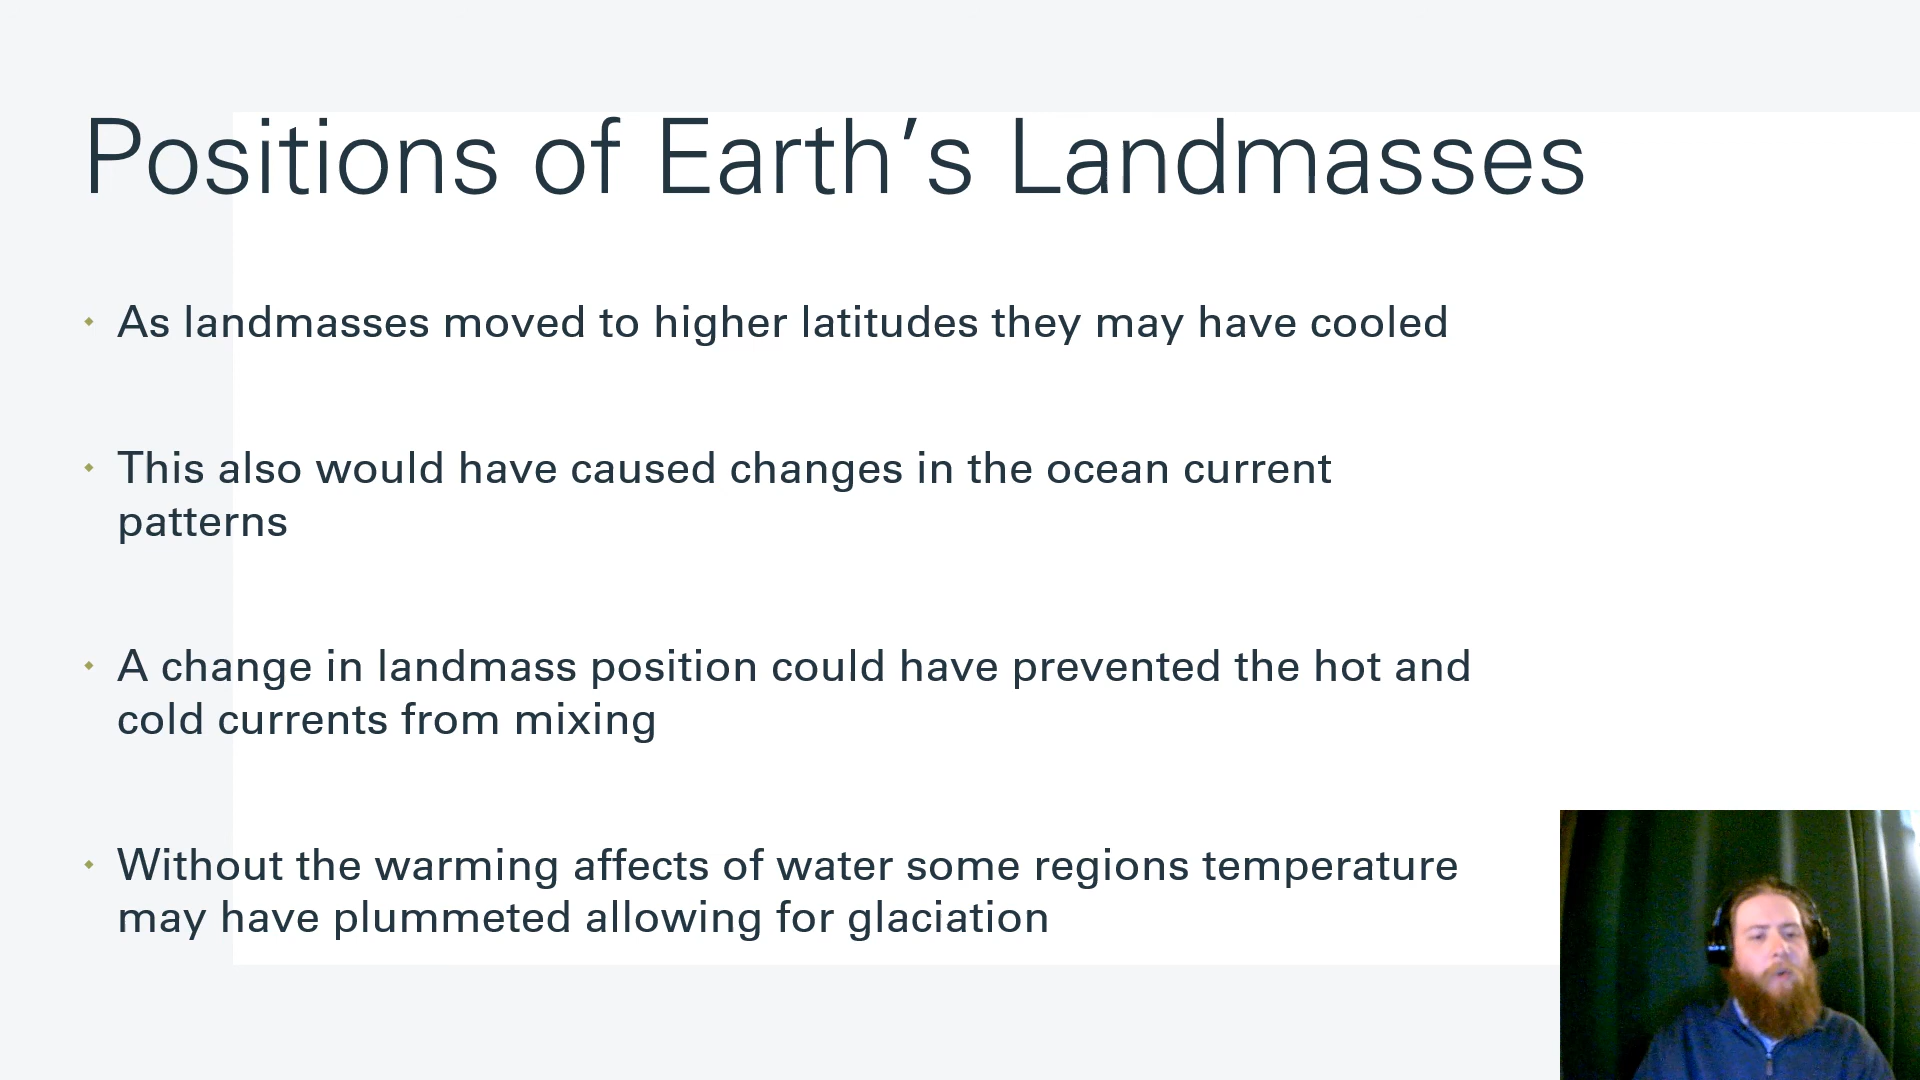 Positions of Earth’s Landmasses
As landmasses moved to higher latitudes they may have cooled
This also would have caused changes in the ocean current
patterns
A change in landmass position could have prevented the hot and
cold currents from mixing
Without the warming affects of water some regions temperature
may have plummeted allowing for glaciation